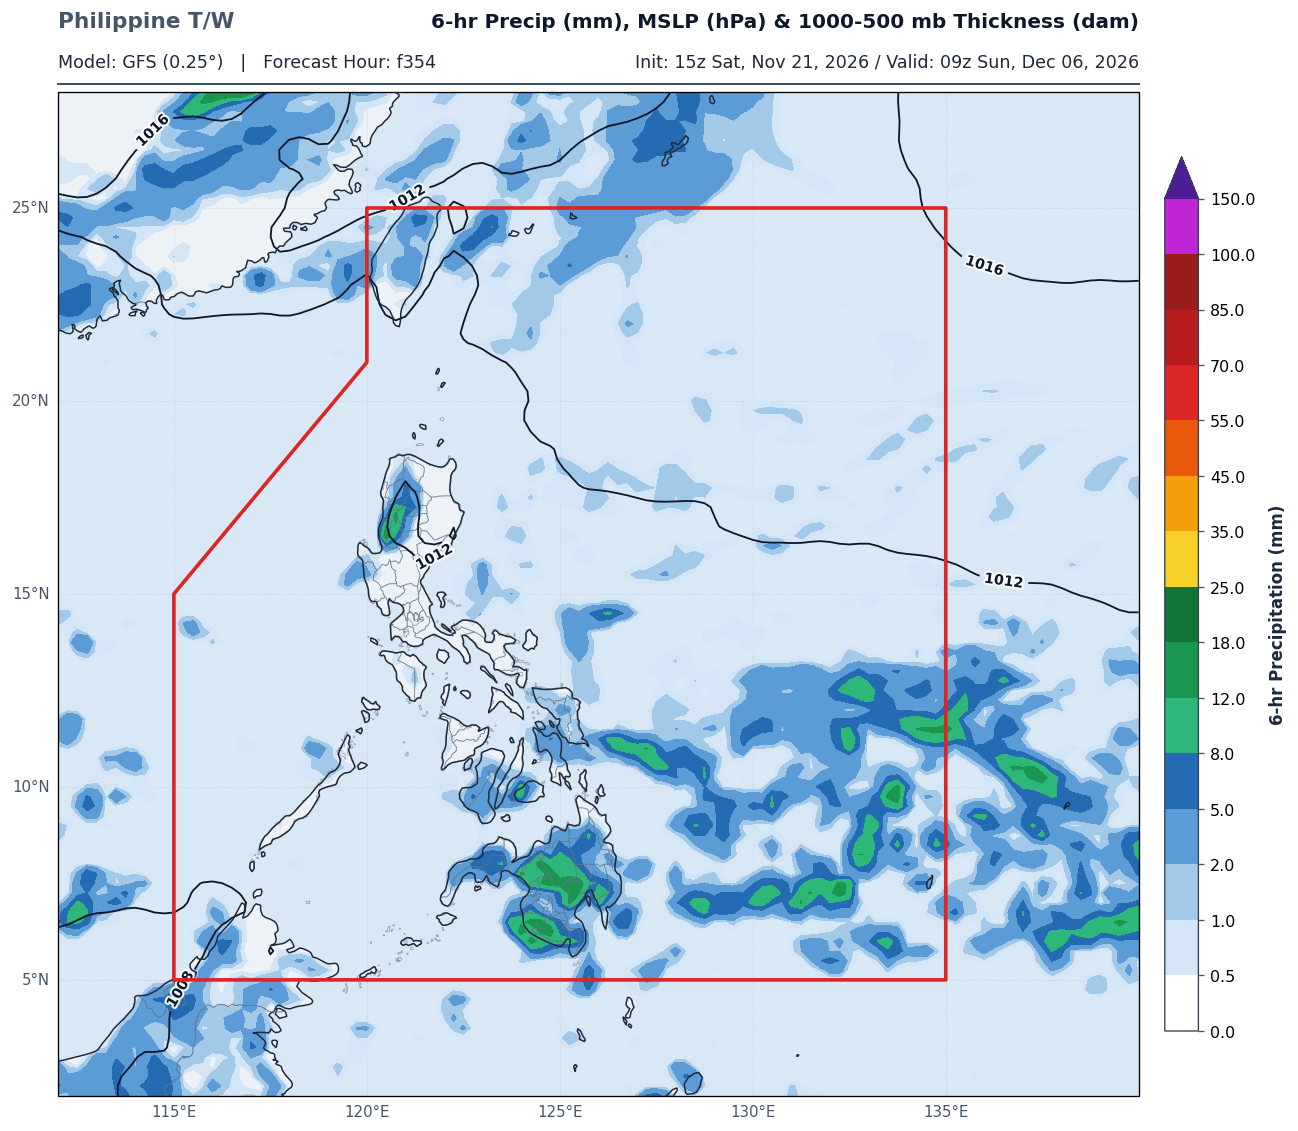 Philippine T/W
6-hr Precip (mm), MSLP (hPa) & 1000-500 mb Thickness (dam)
Model: GFS (0.25°) | Forecast Hour: f354
Init: 15z Sat, Nov 21, 2026 / Valid: 09z Sun, Dec 06, 2026
1016
1012
1016
1012
1012
1008
25°N
20°N
15°N
10°N
5°N
115°E
120°E
125°E
130°E
135°E
150.0
100.0
85.0
70.0
55.0
45.0
35.0
25.0
18.0
12.0
8.0
5.0
2.0
1.0
0.5
0.0
6-hr Precipitation (mm)